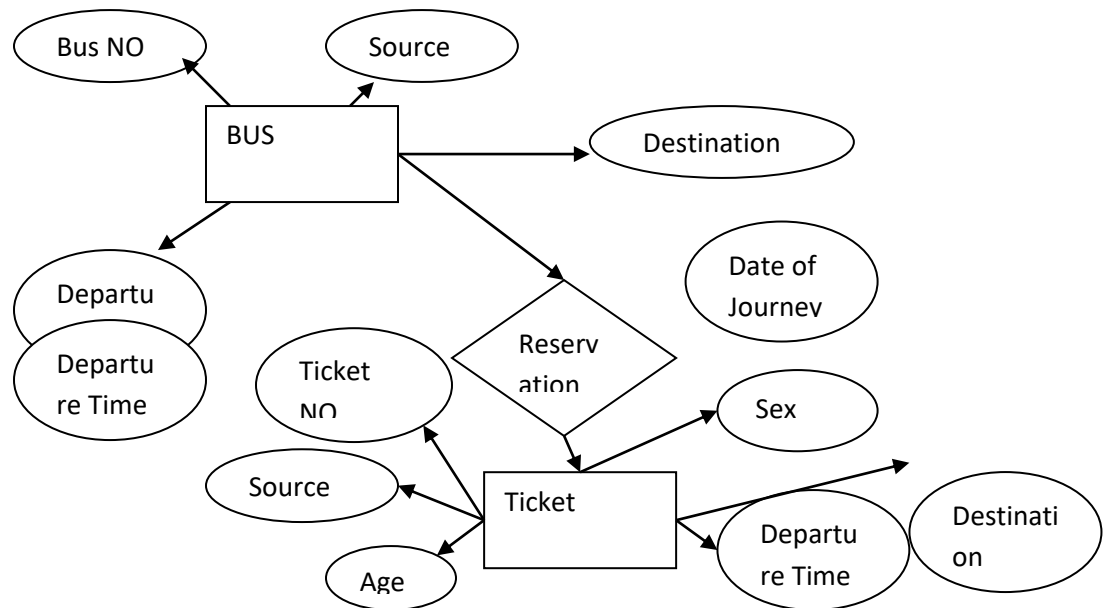 Bus NO
Source
BUS
Destination
Departu
Date of
Journey
Departu
re Time
Reserv
ation
Ticket
NO
Sex
Source
Ticket
Destinati
on
Departu
re Time
Age